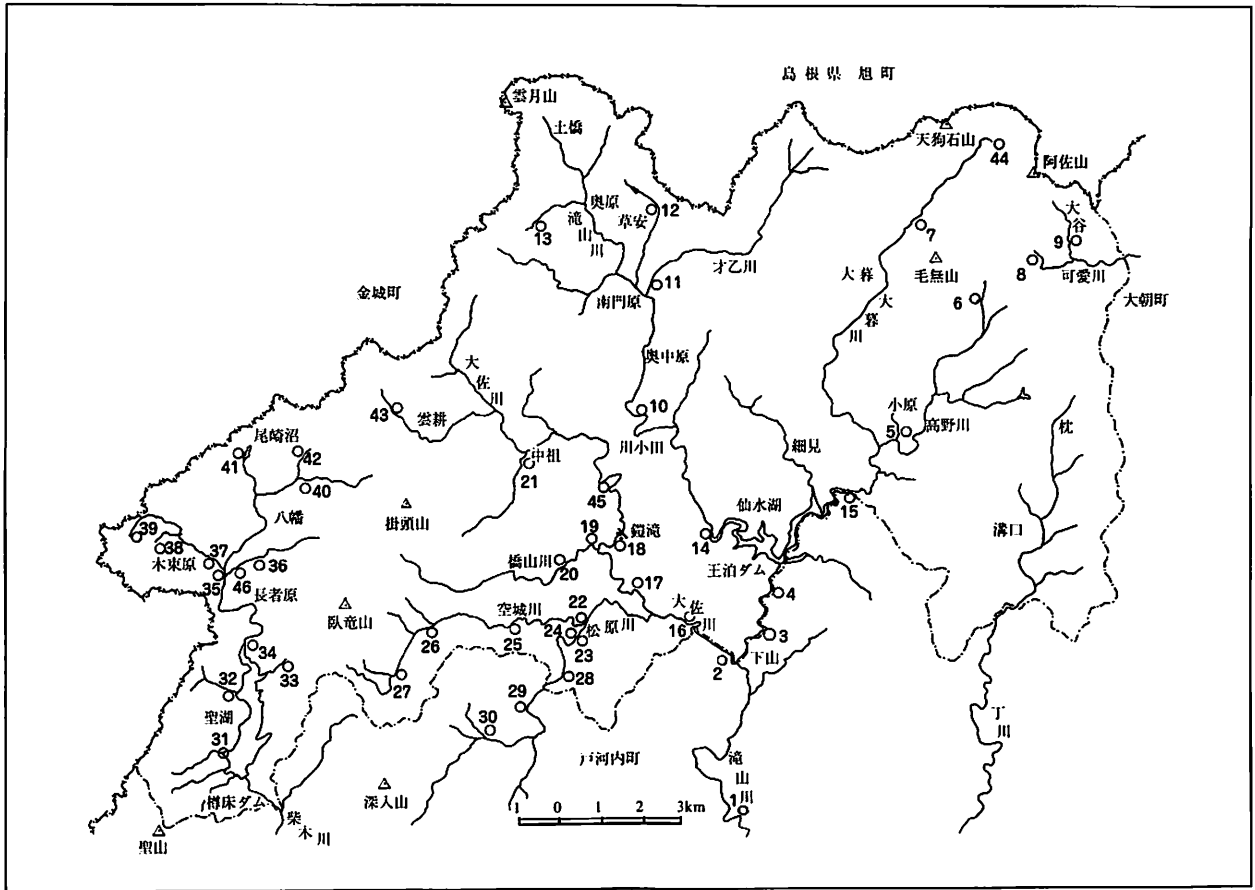 島根県 旭町
雲月山
土橋
天狗石山
44
阿佐山
奥原
草安
12
13
滝山川
大谷
9
7
才乙川
毛無山
8
可愛川
11
金城町
南門原
大暮
大暮川
6
大朝町
奥中原
大佐川
43
雲耕
10
小原
5
高野川
枕
尾崎沼
41
42
中祖
21
川小田
細見
40
45
仙水湖
15
八幡
掛頭山
溝口
39
38
木束原
37
19
鎧滝
18
14
35
46
36
橋山川
20
王泊ダム
長者原
17
4
臥竜山
空城川
22
大佐川
24
松原川
16
26
25
23
3
34
2
下山
33
27
28
32
聖湖
29
30
31
戸河内町
滝山川
丁川
深入山
1
樽床ダム
柴木川
聖山
1 0 1 2 3km